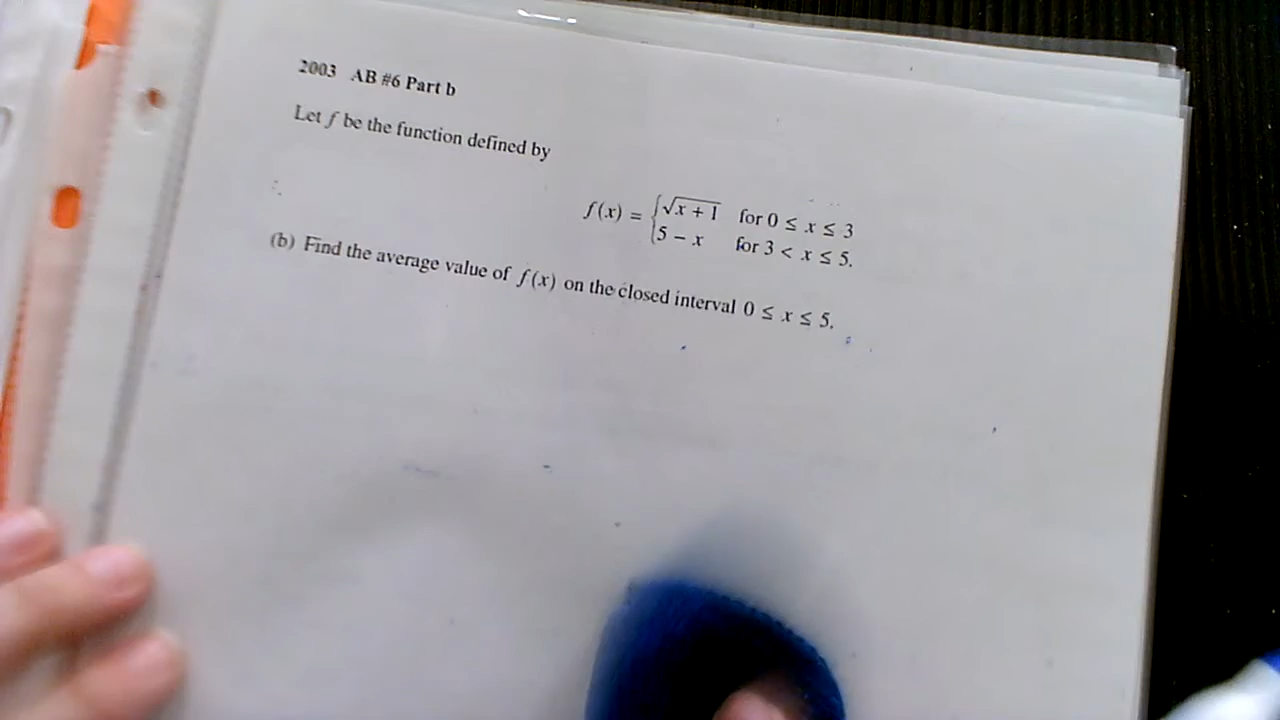 2003 AB #6 Part b
Let f be the function defined by
f(x) = { √(x + 1) for 0 ≤ x ≤ 3
5 − x for 3 < x ≤ 5.
(b) Find the average value of f(x) on the closed interval 0 ≤ x ≤ 5.